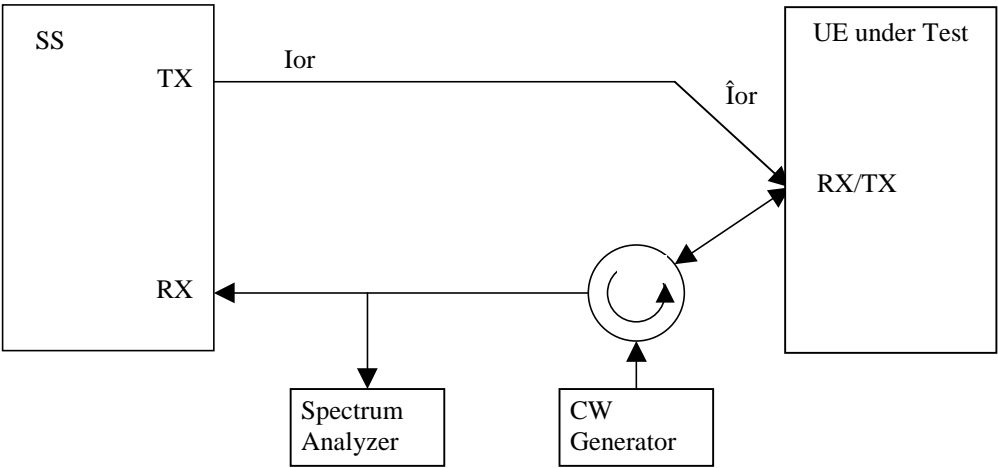 SS
UE under Test
TX
Ior
Îor
RX/TX
RX
Spectrum
Analyzer
CW
Generator